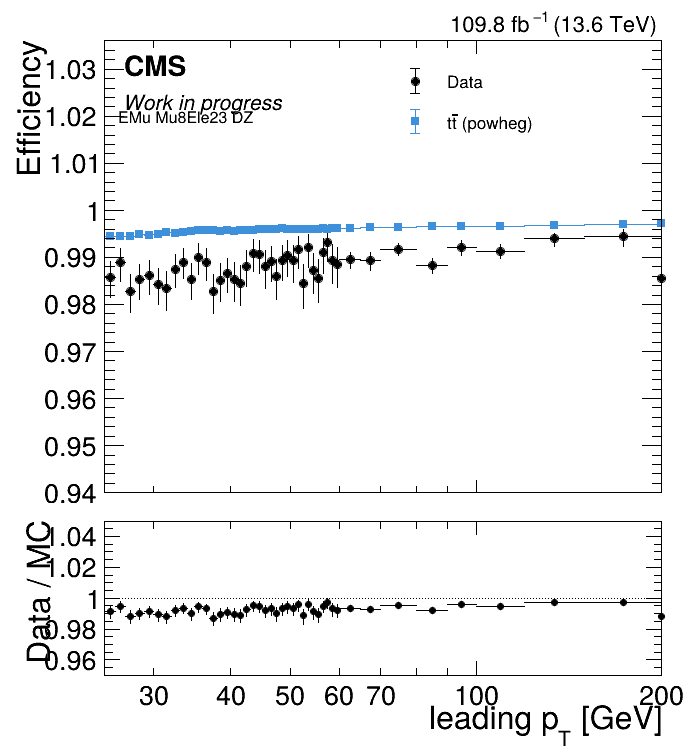 109.8 fb⁻¹ (13.6 TeV)
CMS
Work in progress
EMu Mu8Ele23 DZ
Data
tt̄ (powheg)
Efficiency
1.03
1.02
1.01
1
0.99
0.98
0.97
0.96
0.95
0.94
Data / MC
1.04
1.02
1
0.98
0.96
30 40 50 60 70 100 200
leading p_T [GeV]